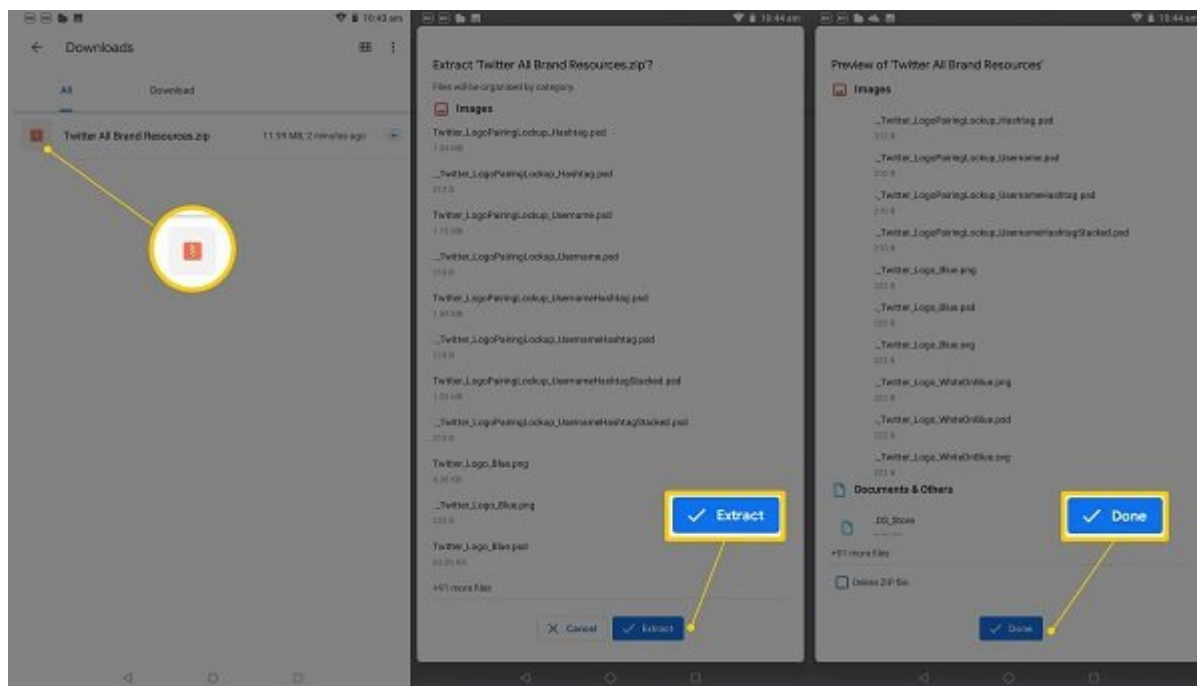 10:43 am
Downloads
All
Download
Twitter All Brand Resources.zip
11.59 MB, 2 minutes ago
10:44 am
Extract 'Twitter All Brand Resources.zip'?
Files will be organised by category.
Images
Twitter_LogoPairingLockup_Hashtag.psd
._Twitter_LogoPairingLockup_Hashtag.psd
Twitter_LogoPairingLockup_Username.psd
._Twitter_LogoPairingLockup_Username.psd
Twitter_LogoPairingLockup_UsernameHashtag.psd
._Twitter_LogoPairingLockup_UsernameHashtag.psd
Twitter_LogoPairingLockup_UsernameHashtagStacked.psd
._Twitter_LogoPairingLockup_UsernameHashtagStacked.psd
Twitter_Logo_Blue.png
._Twitter_Logo_Blue.png
Twitter_Logo_Blue.psd
+91 more files
Extract
Cancel
Extract
10:44 am
Preview of 'Twitter All Brand Resources'
Images
._Twitter_LogoPairingLockup_Hashtag.psd
._Twitter_LogoPairingLockup_Username.psd
._Twitter_LogoPairingLockup_UsernameHashtag.psd
._Twitter_LogoPairingLockup_UsernameHashtagStacked.psd
._Twitter_Logo_Blue.png
._Twitter_Logo_Blue.psd
._Twitter_Logo_Blue.svg
._Twitter_Logo_WhiteOnBlue.png
._Twitter_Logo_WhiteOnBlue.psd
._Twitter_Logo_WhiteOnBlue.svg
Documents & Others
.DS_Store
+91 more files
Delete ZIP file
Done
Done